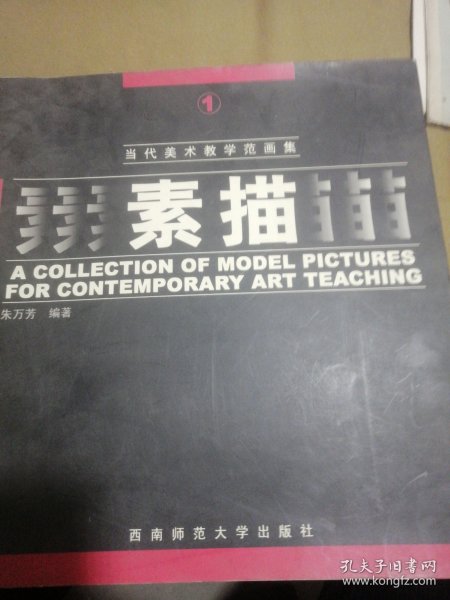 1
当代美术教学范画集
素描
A COLLECTION OF MODEL PICTURES
FOR CONTEMPORARY ART TEACHING
朱万芳 编著
西南师范大学出版社
孔夫子旧书网
www.kongfz.com